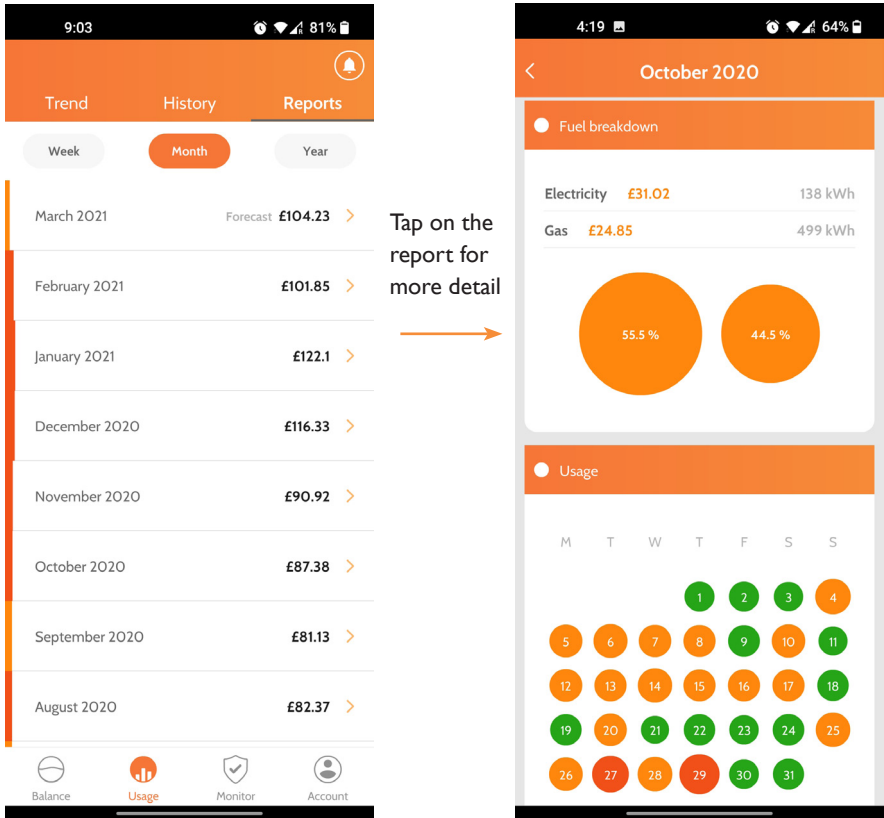 9:03
R
81%
Trend History Reports
Week Month Year
March 2021 Forecast £104.23
February 2021 £101.85
January 2021 £122.1
December 2020 £116.33
November 2020 £90.92
October 2020 £87.38
September 2020 £81.13
August 2020 £82.37
Balance Usage Monitor Account
Tap on the
report for
more detail
4:19
R
64%
October 2020
Fuel breakdown
Electricity £31.02 138 kWh
Gas £24.85 499 kWh
55.5 % 44.5 %
Usage
M T W T F S S
1 2 3 4
5 6 7 8 9 10 11
12 13 14 15 16 17 18
19 20 21 22 23 24 25
26 27 28 29 30 31